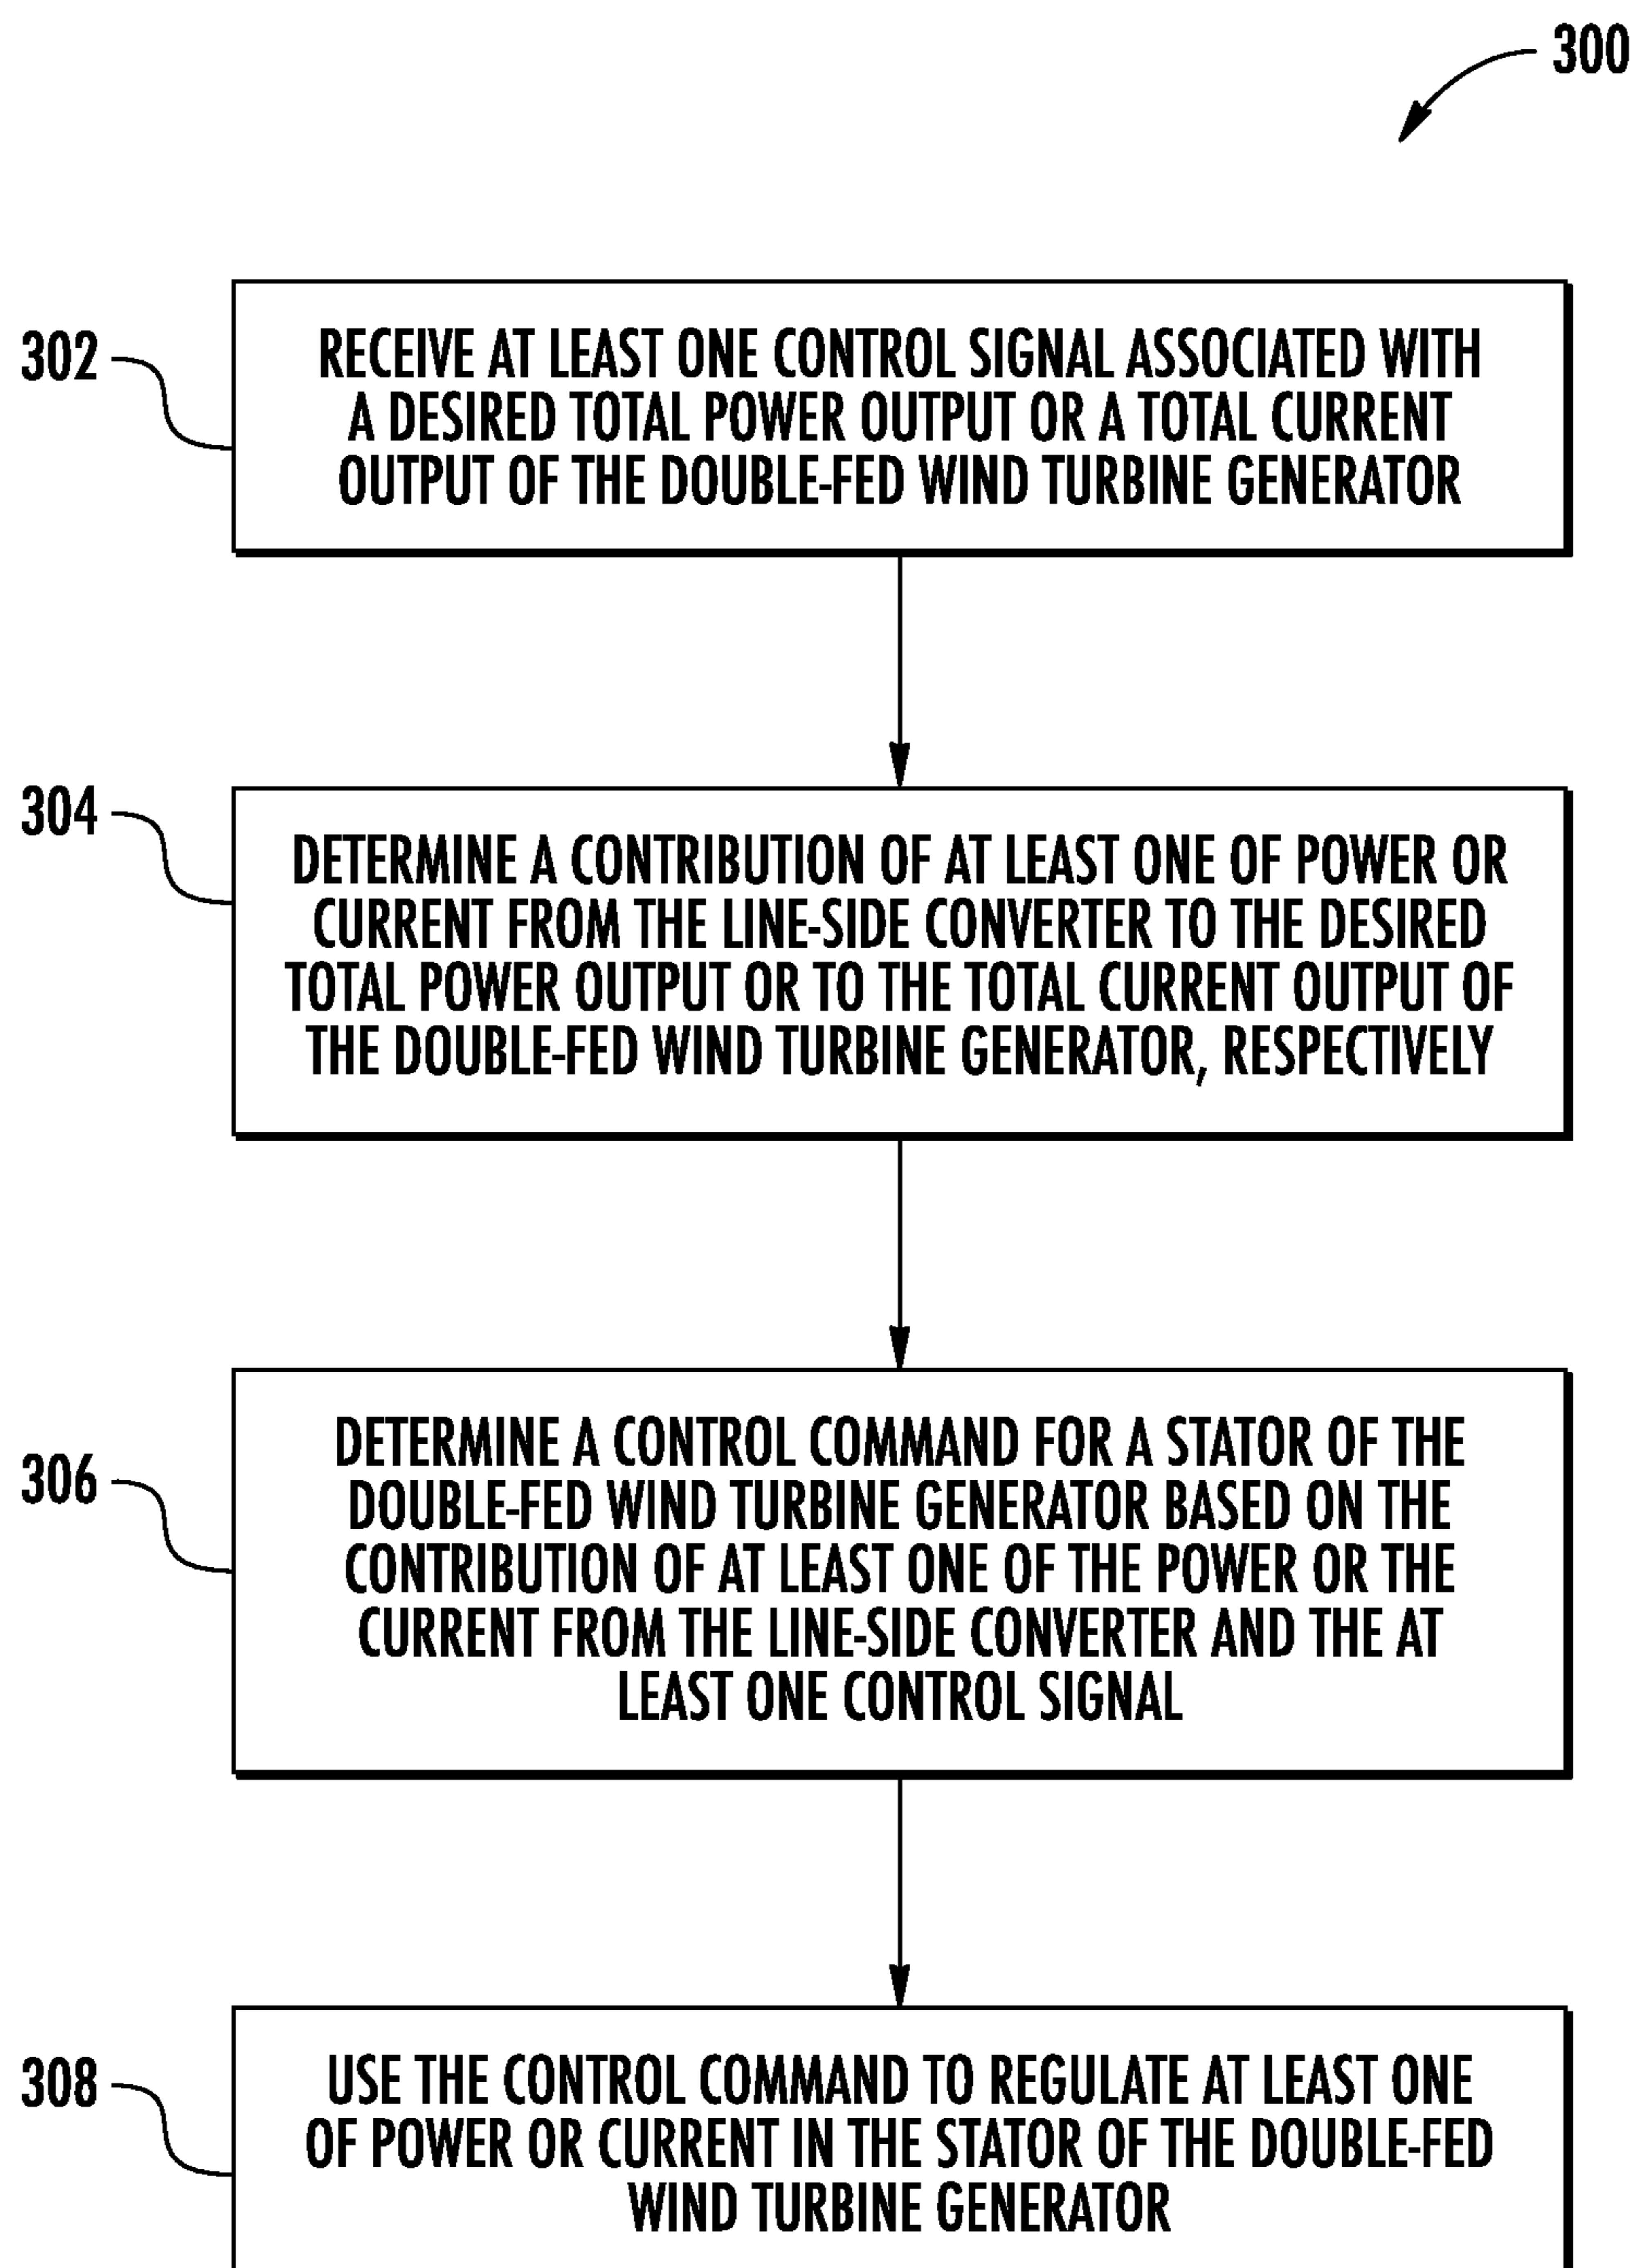 300
302
RECEIVE AT LEAST ONE CONTROL SIGNAL ASSOCIATED WITH
A DESIRED TOTAL POWER OUTPUT OR A TOTAL CURRENT
OUTPUT OF THE DOUBLE-FED WIND TURBINE GENERATOR
304
DETERMINE A CONTRIBUTION OF AT LEAST ONE OF POWER OR
CURRENT FROM THE LINE-SIDE CONVERTER TO THE DESIRED
TOTAL POWER OUTPUT OR TO THE TOTAL CURRENT OUTPUT OF
THE DOUBLE-FED WIND TURBINE GENERATOR, RESPECTIVELY
306
DETERMINE A CONTROL COMMAND FOR A STATOR OF THE
DOUBLE-FED WIND TURBINE GENERATOR BASED ON THE
CONTRIBUTION OF AT LEAST ONE OF THE POWER OR THE
CURRENT FROM THE LINE-SIDE CONVERTER AND THE AT
LEAST ONE CONTROL SIGNAL
308
USE THE CONTROL COMMAND TO REGULATE AT LEAST ONE
OF POWER OR CURRENT IN THE STATOR OF THE DOUBLE-FED
WIND TURBINE GENERATOR